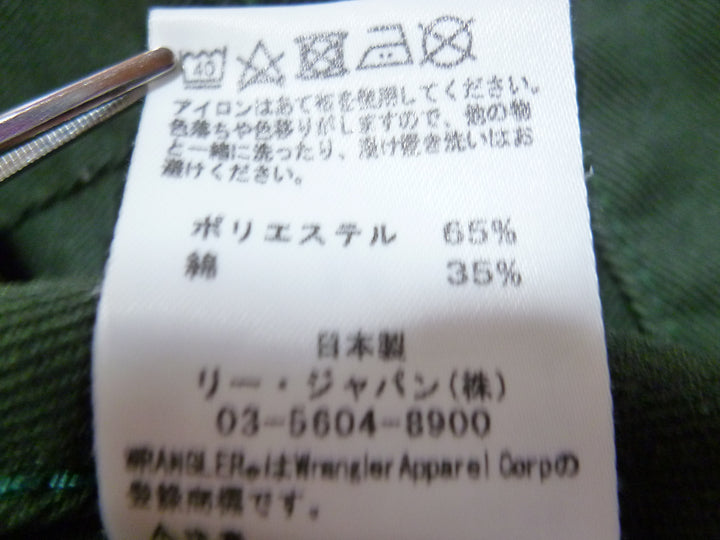 40
アイロンはあて布を使用してください。
色落ちや色移りがしますので、他の物
と一緒に洗ったり、漬け置き洗いはお
避けください。
ポリエステル 65%
綿 35%
日本製
リー・ジャパン(株)
03-5604-8900
WRANGLER®はWrangler Apparel Corpの
登録商標です。